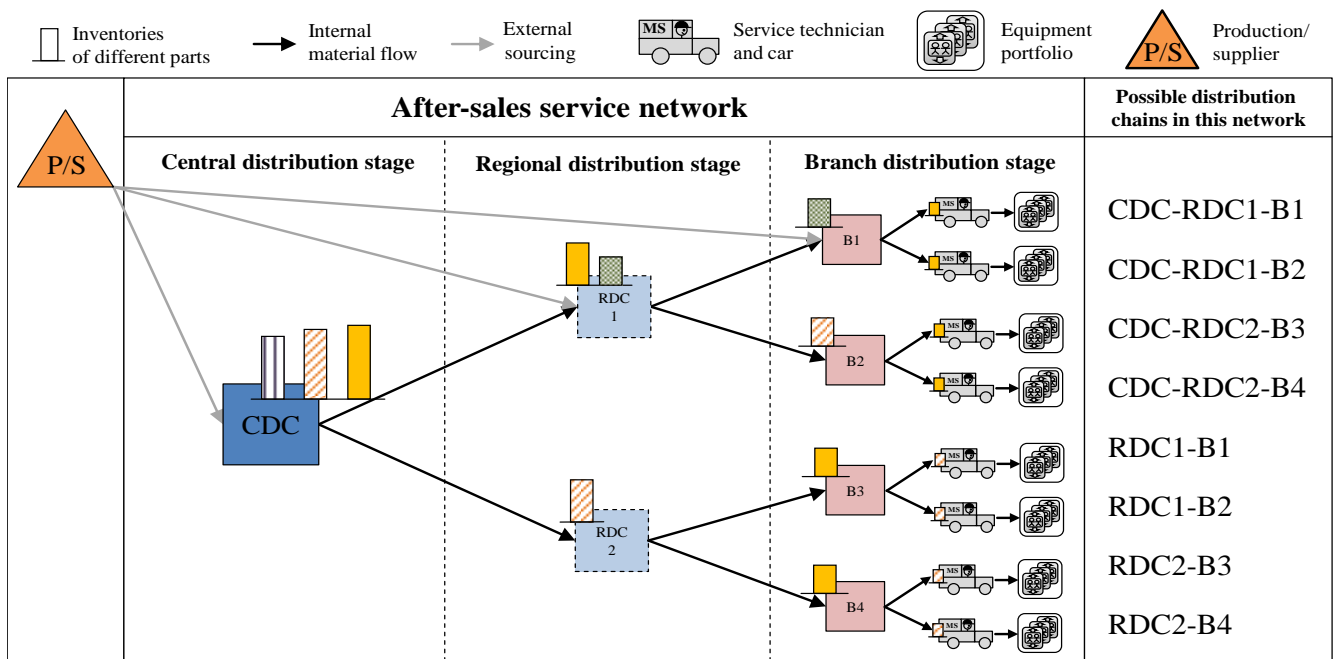 Inventories
of different parts
Internal
material flow
External
sourcing
MS
Service technician
and car
Equipment
portfolio
P/S
Production/
supplier
After-sales service network
Possible distribution
chains in this network
P/S
Central distribution stage
Regional distribution stage
Branch distribution stage
MS
CDC-RDC1-B1
B1
MS
CDC-RDC1-B2
RDC
1
MS
CDC-RDC2-B3
B2
MS
CDC-RDC2-B4
CDC
MS
RDC1-B1
B3
MS
RDC1-B2
RDC
2
MS
RDC2-B3
B4
MS
RDC2-B4